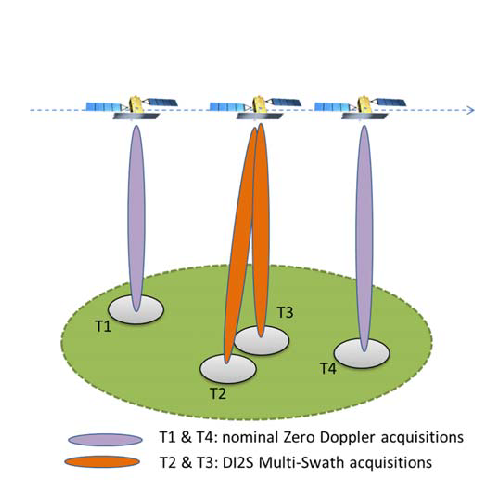 T1
T3
T2
T4
T1 & T4: nominal Zero Doppler acquisitions
T2 & T3: DI2S Multi-Swath acquisitions